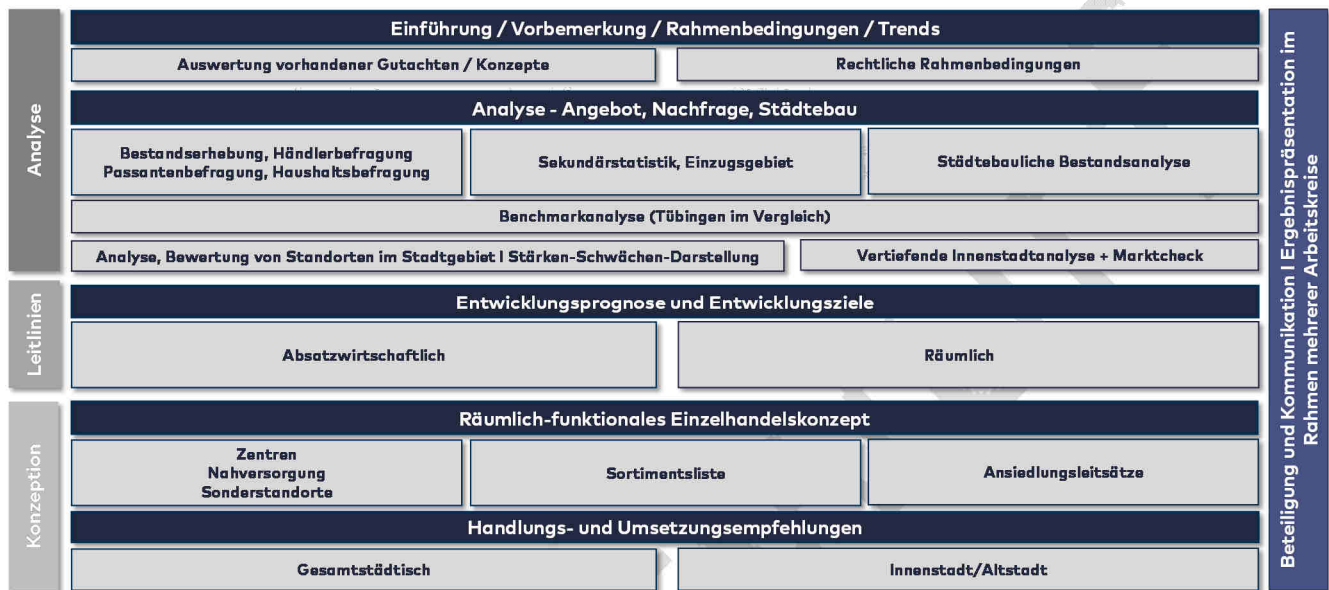 Analyse
Einführung / Vorbemerkung / Rahmenbedingungen / Trends
Auswertung vorhandener Gutachten / Konzepte
Rechtliche Rahmenbedingungen
Analyse - Angebot, Nachfrage, Städtebau
Bestandserhebung, Händlerbefragung
Passantenbefragung, Haushaltsbefragung
Sekundärstatistik, Einzugsgebiet
Städtebauliche Bestandsanalyse
Benchmarkanalyse (Tübingen im Vergleich)
Analyse, Bewertung von Standorten im Stadtgebiet I Stärken-Schwächen-Darstellung
Vertiefende Innenstadtanalyse + Marktcheck
Leitlinien
Entwicklungsprognose und Entwicklungsziele
Absatzwirtschaftlich
Räumlich
Konzeption
Räumlich-funktionales Einzelhandelskonzept
Zentren
Nahversorgung
Sonderstandorte
Sortimentsliste
Ansiedlungsleitsätze
Handlungs- und Umsetzungsempfehlungen
Gesamtstädtisch
Innenstadt/Altstadt
Beteiligung und Kommunikation I Ergebnispräsentation im
Rahmen mehrerer Arbeitskreise